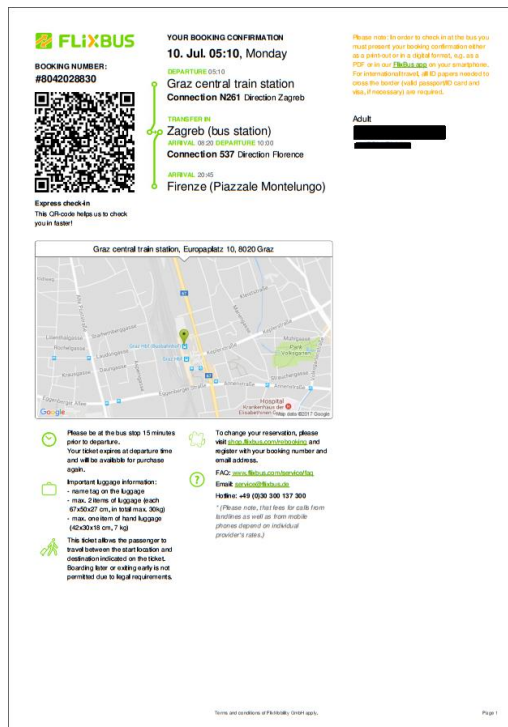 FLiXBUS
BOOKING NUMBER:
#8042028830
Express check-in
This QR-code helps us to check
you in faster!
YOUR BOOKING CONFIRMATION
10. Jul. 05:10, Monday
DEPARTURE 05:10
Graz central train station
Connection N261 Direction Zagreb
TRANSFER IN
Zagreb (bus station)
ARRIVAL 08:20 DEPARTURE 10:00
Connection 537 Direction Florence
ARRIVAL 20:45
Firenze (Piazzale Montelungo)
Please note: In order to check in at the bus you
must present your booking confirmation either
as a print-out or in a digital format, e.g. as a
PDF or in our FlixBus app on your smartphone.
For international travel, all ID papers needed to
cross the border (valid passport/ID card and
visa, if necessary) are required.
Adult
Graz central train station, Europaplatz 10, 8020 Graz
Graz Hbf
Eggenberger Straße
Annenstraße
Keplerstraße
Park
Volksgarten
Hospital
Krankenhaus der
Google
Map data ©2017 Google
Please be at the bus stop 15 minutes
prior to departure.
Your ticket expires at departure time
and will be available for purchase
again.
Important luggage information:
- name tag on the luggage
- max. 2 items of luggage (each
67x50x27 cm, in total max. 30kg)
- max. one item of hand luggage
(42x30x18 cm, 7 kg)
This ticket allows the passenger to
travel between the start location and
destination indicated on the ticket.
Boarding later or exiting early is not
permitted due to legal requirements.
To change your reservation, please
visit shop.flixbus.com/rebooking and
register with your booking number and
email address.
FAQ: www.flixbus.com/service/faq
Email: service@flixbus.de
Hotline: +49 (0)30 300 137 300
* (Please note, that fees for calls from
landlines as well as from mobile
phones depend on individual
provider's rates.)
Terms and conditions of FlixMobility GmbH apply.
Page 1